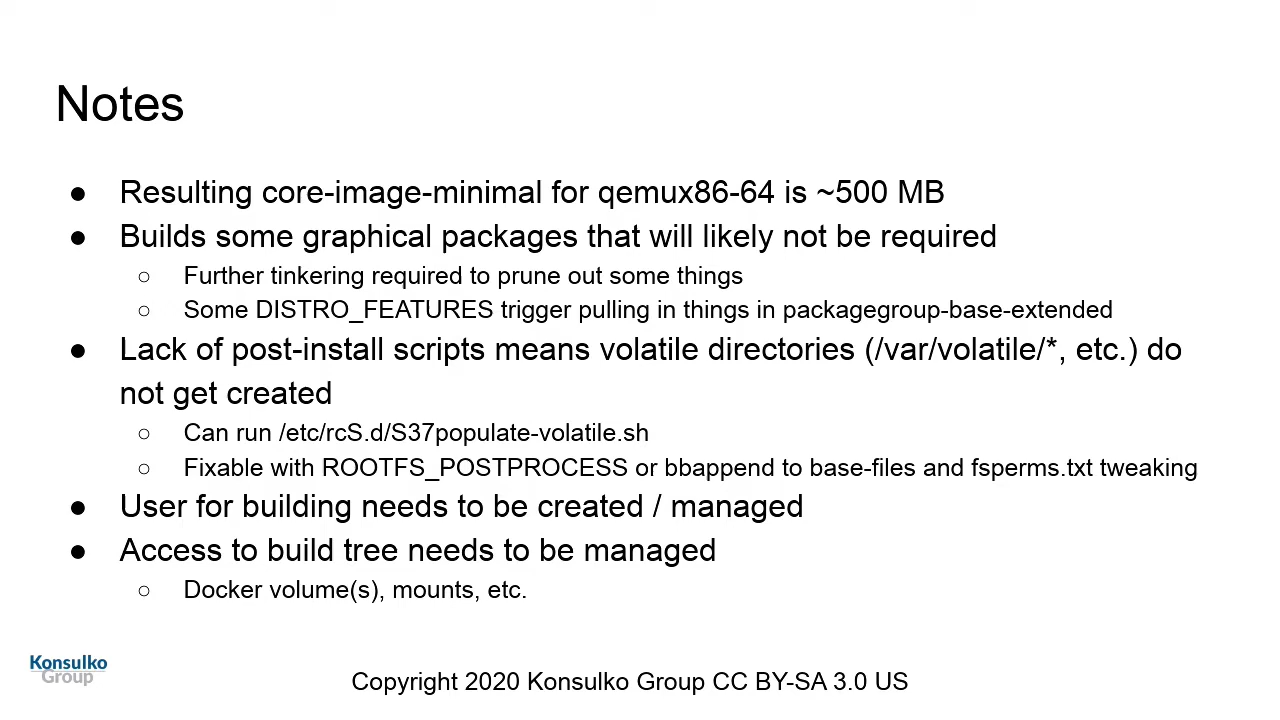 Notes
● Resulting core-image-minimal for qemux86-64 is ~500 MB
● Builds some graphical packages that will likely not be required
○ Further tinkering required to prune out some things
○ Some DISTRO_FEATURES trigger pulling in things in packagegroup-base-extended
● Lack of post-install scripts means volatile directories (/var/volatile/*, etc.) do
not get created
○ Can run /etc/rcS.d/S37populate-volatile.sh
○ Fixable with ROOTFS_POSTPROCESS or bbappend to base-files and fsperms.txt tweaking
● User for building needs to be created / managed
● Access to build tree needs to be managed
○ Docker volume(s), mounts, etc.
Konsulko
Group
Copyright 2020 Konsulko Group CC BY-SA 3.0 US